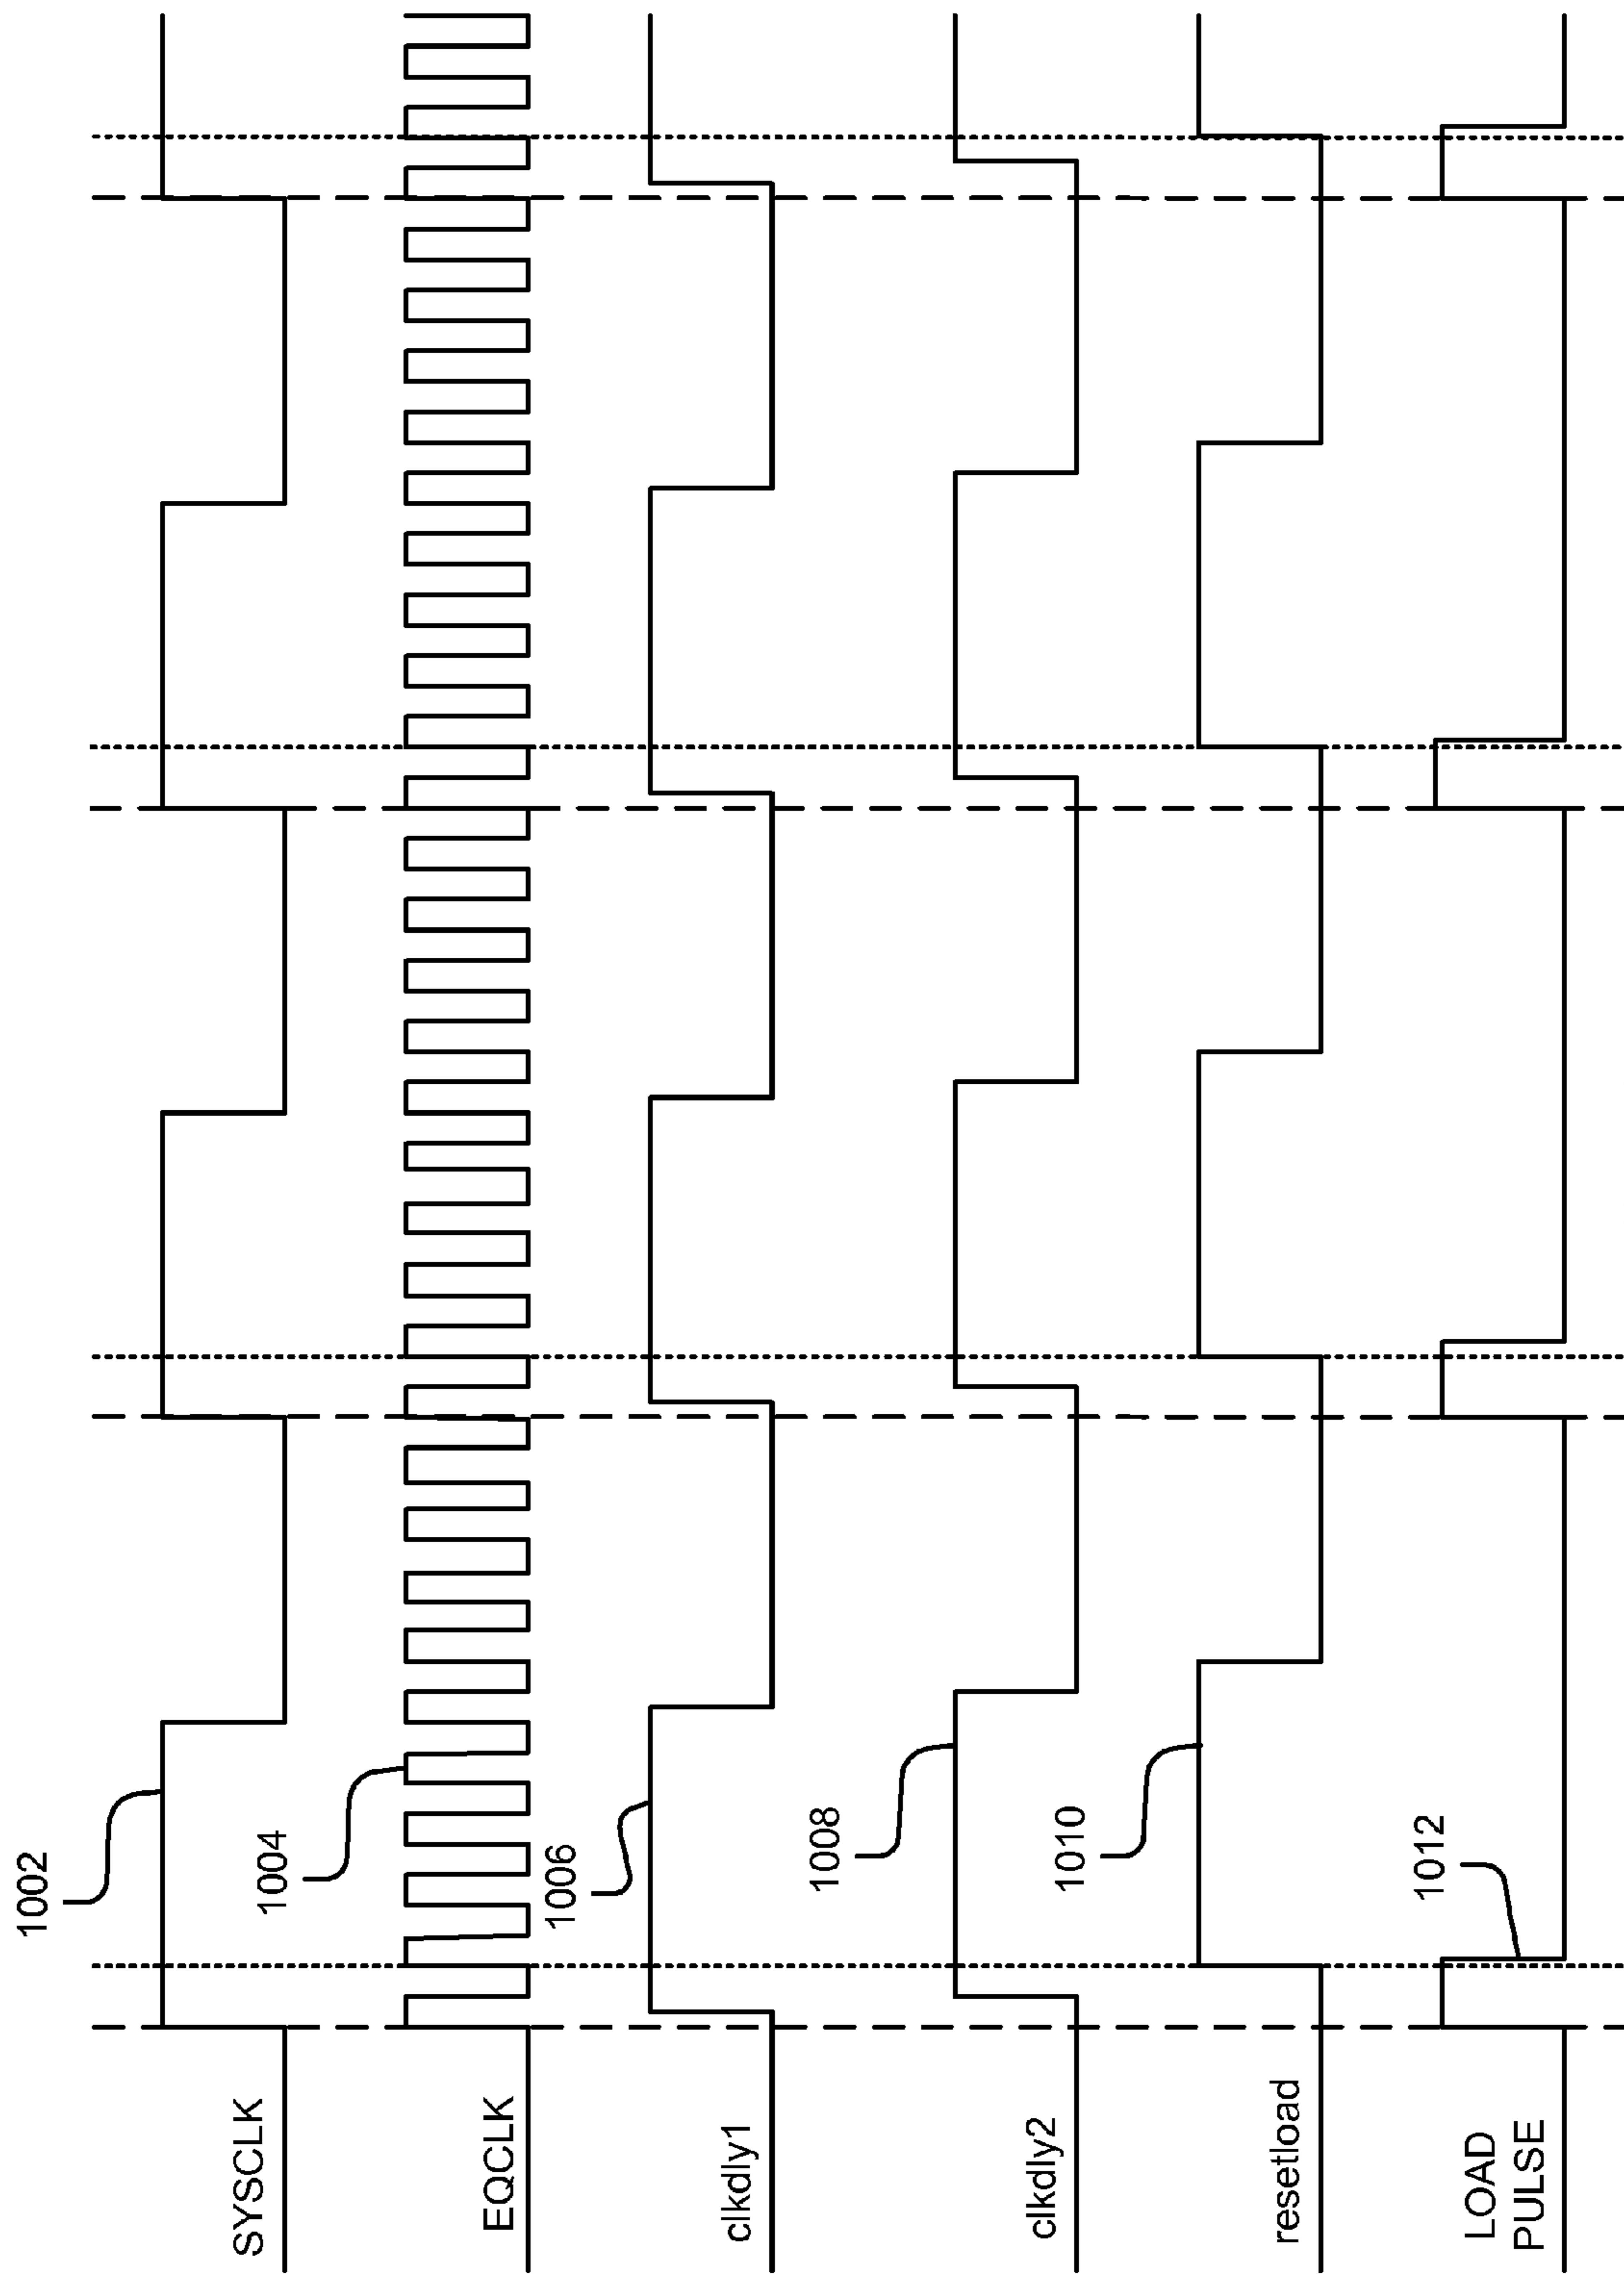 1002
SYSCLK
1004
EQCLK
1006
clkdly1
1008
clkdly2
1010
resetload
1012
LOAD
PULSE